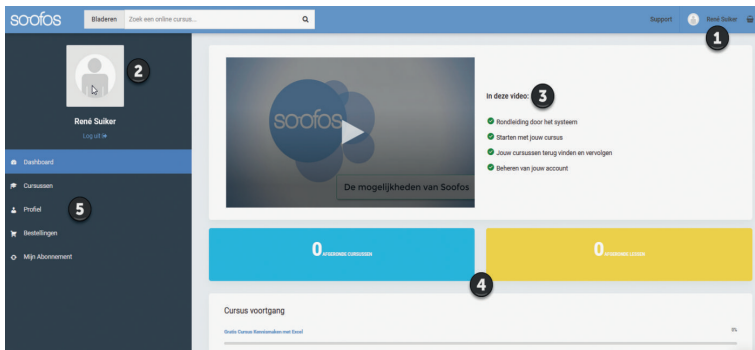 soofos Bladeren Zoek een online cursus... Support René Suiker
1
2
René Suiker
Log uit
Dashboard
Cursussen
Profiel
5
Bestellingen
Mijn Abonnement
soofos
De mogelijkheden van Soofos
In deze video:
3
Rondleiding door het systeem
Starten met jouw cursus
Jouw cursussen terug vinden en vervolgen
Beheren van jouw account
0 AFGERONDE CURSUSSEN
0 AFGERONDE LESSEN
4
Cursus voortgang
Gratis Cursus Kennismaken met Excel 0%